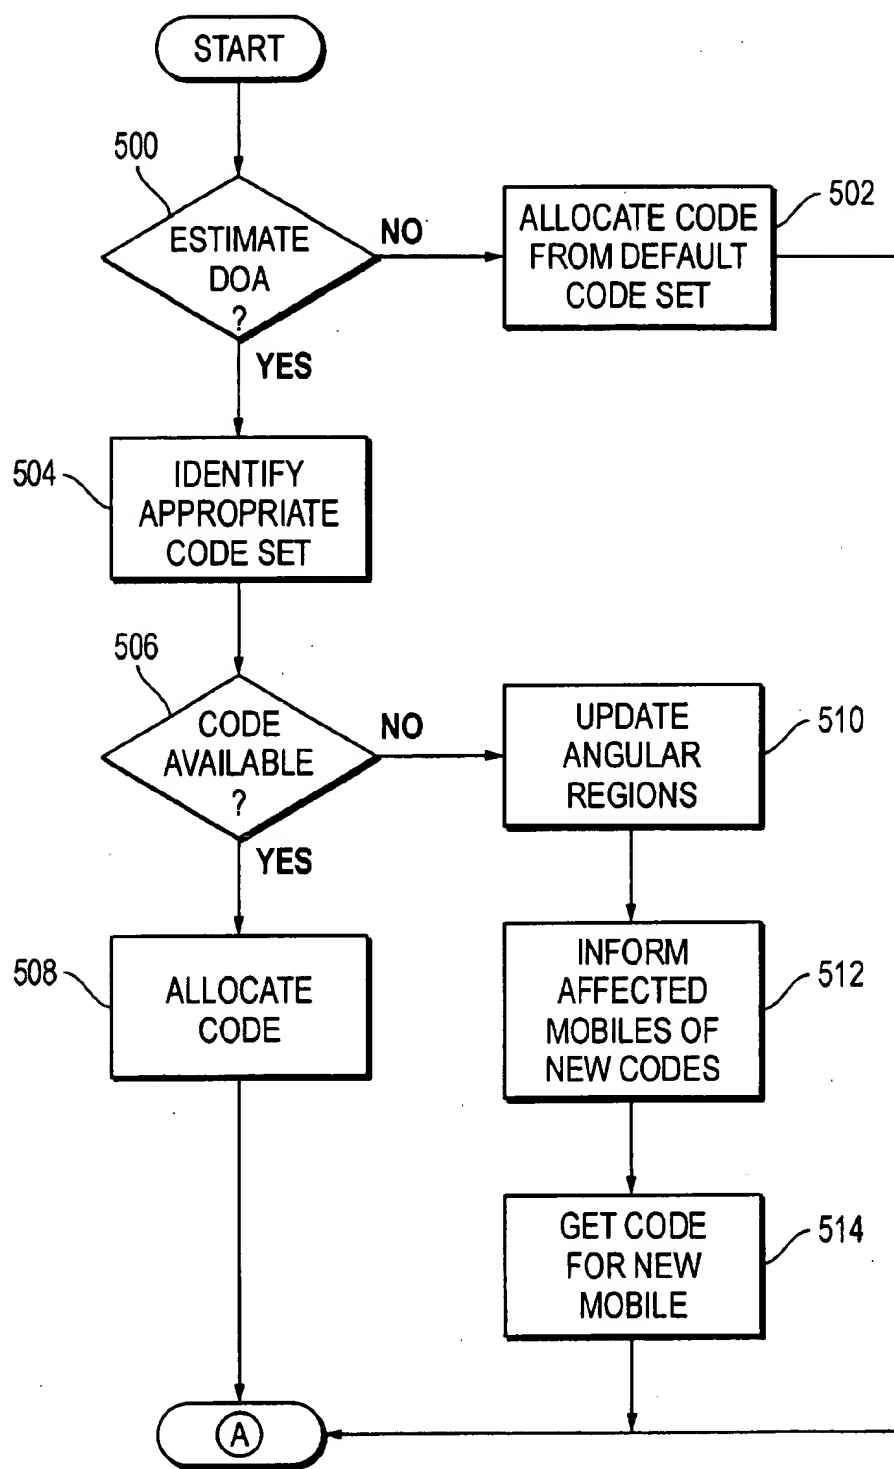 START
500
ESTIMATE
DOA
?
NO
YES
ALLOCATE CODE
FROM DEFAULT
CODE SET
502
504
IDENTIFY
APPROPRIATE
CODE SET
506
CODE
AVAILABLE
?
NO
YES
UPDATE
ANGULAR
REGIONS
510
508
ALLOCATE
CODE
INFORM
AFFECTED
MOBILES OF
NEW CODES
512
GET CODE
FOR NEW
MOBILE
514
A